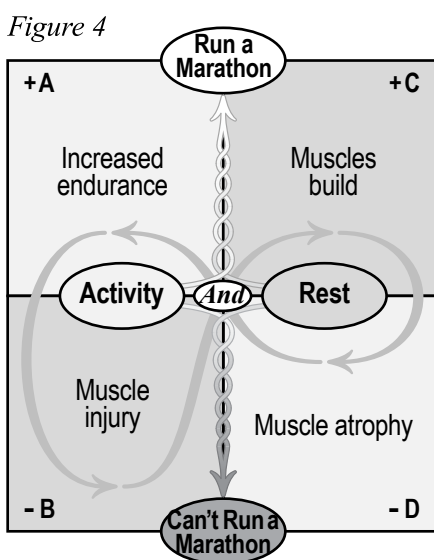 Figure 4
Run a
Marathon
+A
+C
Increased
endurance
Muscles
build
Activity
And
Rest
Muscle
injury
Muscle atrophy
–B
–D
Can't Run a
Marathon